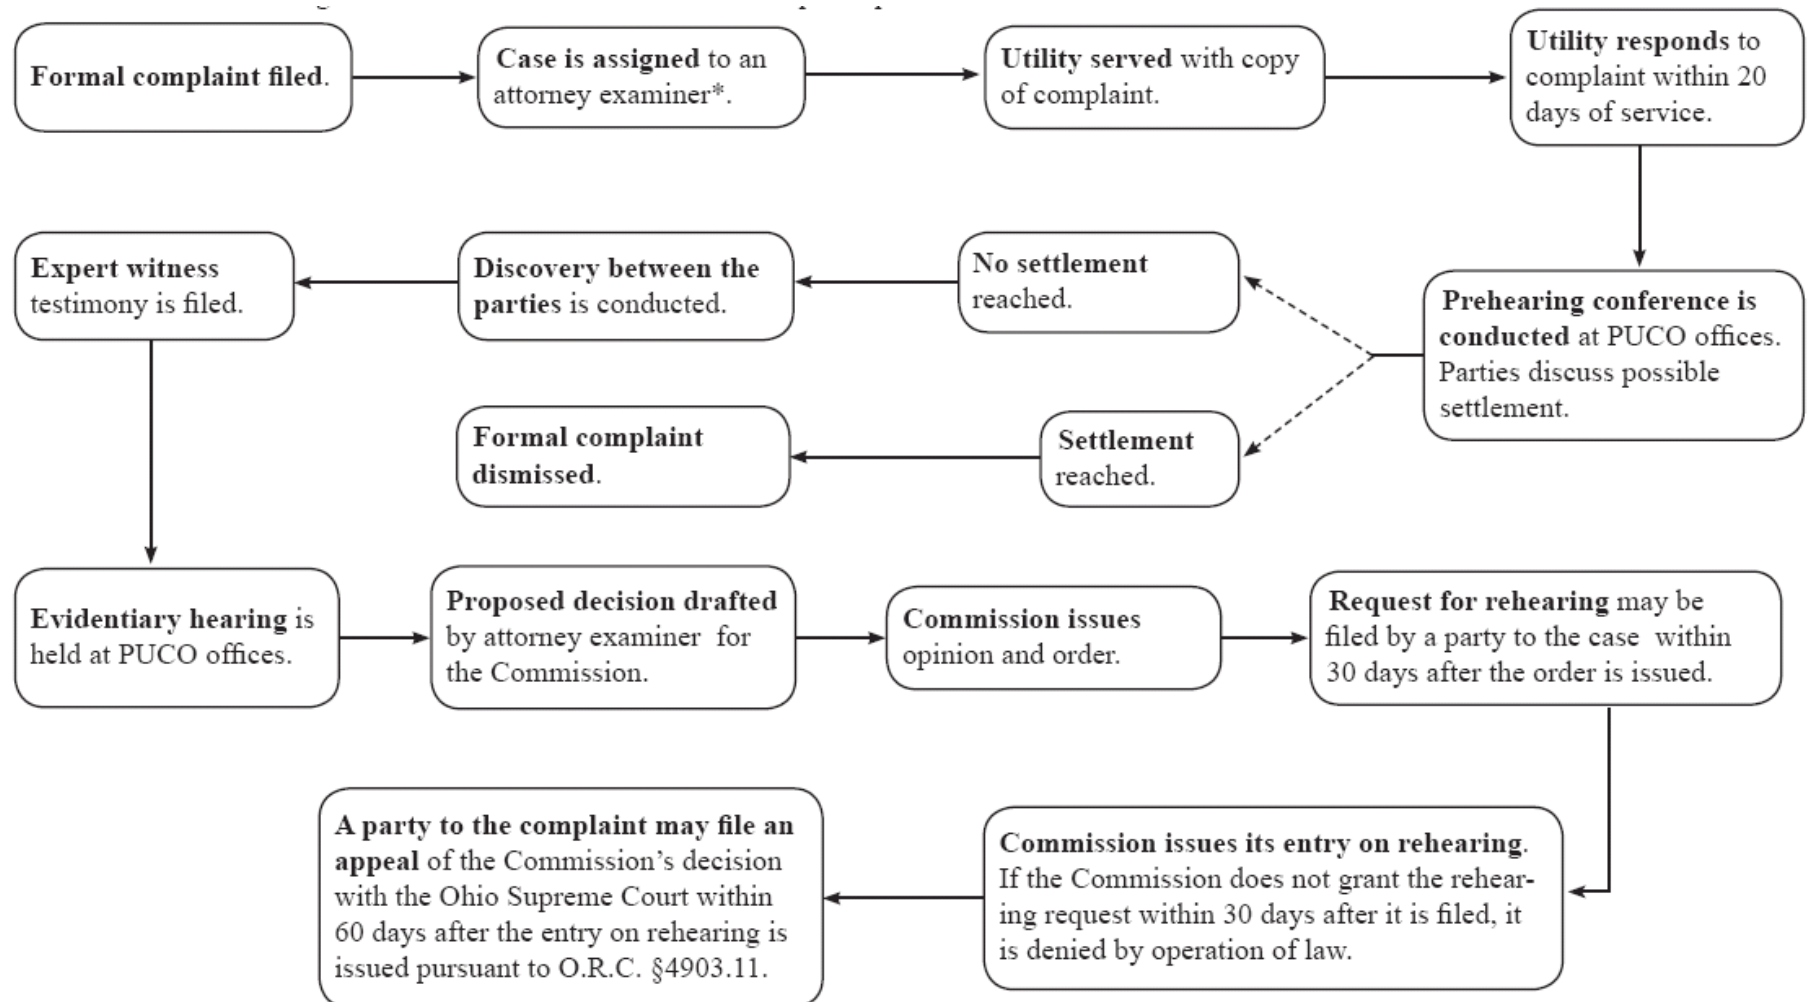 Formal complaint filed.
Case is assigned to an
attorney examiner*.
Utility served with copy
of complaint.
Utility responds to
complaint within 20
days of service.
Expert witness
testimony is filed.
Discovery between the
parties is conducted.
No settlement
reached.
Prehearing conference is
conducted at PUCO offices.
Parties discuss possible
settlement.
Formal complaint
dismissed.
Settlement
reached.
Evidentiary hearing is
held at PUCO offices.
Proposed decision drafted
by attorney examiner for
the Commission.
Commission issues
opinion and order.
Request for rehearing may be
filed by a party to the case within
30 days after the order is issued.
A party to the complaint may file an
appeal of the Commission’s decision
with the Ohio Supreme Court within
60 days after the entry on rehearing is
issued pursuant to O.R.C. §4903.11.
Commission issues its entry on rehearing.
If the Commission does not grant the rehear-
ing request within 30 days after it is filed, it
is denied by operation of law.